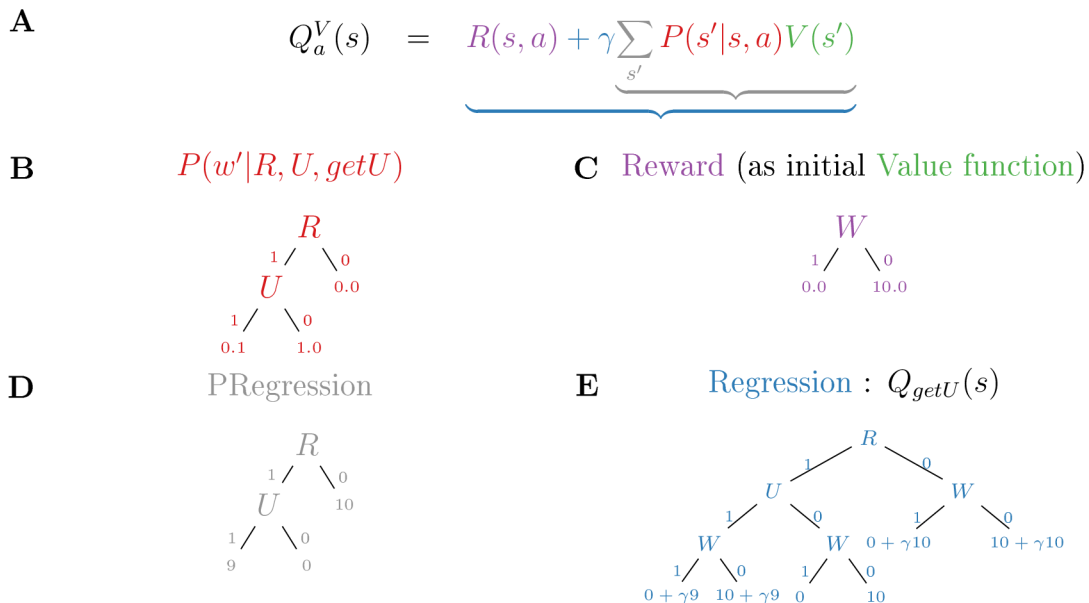 A
Q_a^V(s) = R(s, a) + γ∑_{s'} P(s'|s, a)V(s')
B P(w'|R, U, getU)
R
1 0
U 0.0
1 0
0.1 1.0
C Reward (as initial Value function)
W
1 0
0.0 10.0
D PRegression
R
1 0
U 10
1 0
9 0
E Regression : Q_{getU}(s)
R
1 0
U W
1 0 1 0
W W 0 + γ10 10 + γ10
1 0 1 0
0 + γ9 10 + γ9 0 10